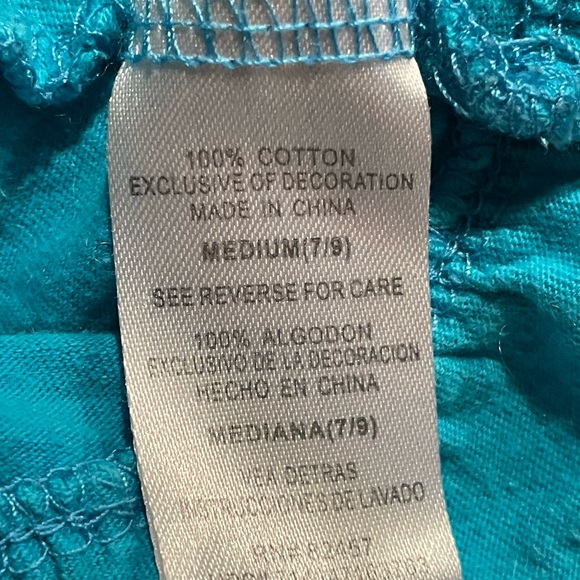 100% COTTON
EXCLUSIVE OF DECORATION
MADE IN CHINA
MEDIUM(7/9)
SEE REVERSE FOR CARE
100% ALGODON
EXCLUSIVO DE LA DECORACION
HECHO EN CHINA
MEDIANA(7/9)
VEA DETRAS
INSTRUCCIONES DE LAVADO